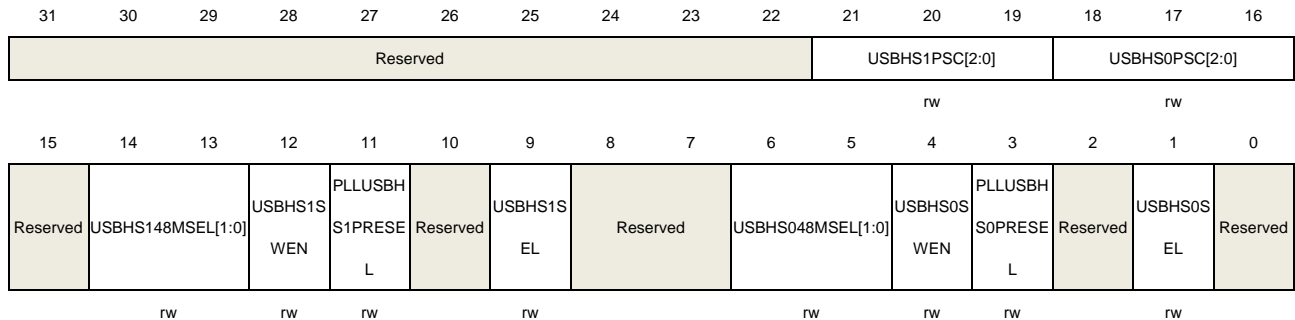 31 30 29 28 27 26 25 24 23 22 21 20 19 18 17 16
Reserved USBHS1PSC[2:0] USBHS0PSC[2:0]
rw rw
15 14 13 12 11 10 9 8 7 6 5 4 3 2 1 0
PLLUSBH PLLUSBH
USBHS1S USBHS1S USBHS0S USBHS0S
Reserved USBHS148MSEL[1:0] S1PRESE Reserved Reserved USBHS048MSEL[1:0] S0PRESE Reserved Reserved
WEN EL WEN EL
L L
rw rw rw rw rw rw rw rw